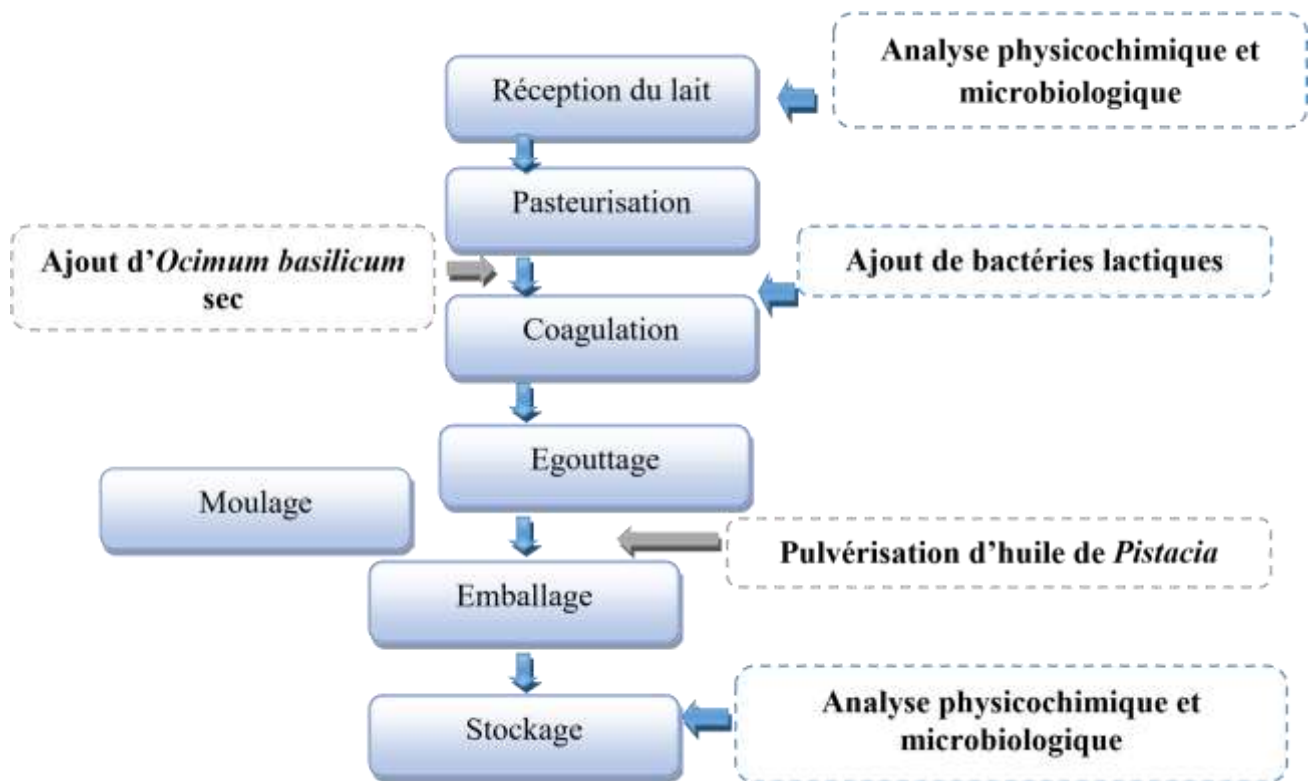 Analyse physicochimique et
microbiologique
Réception du lait
Pasteurisation
Ajout d’Ocimum basilicum
sec
Ajout de bactéries lactiques
Coagulation
Egouttage
Moulage
Pulvérisation d’huile de Pistacia
Emballage
Stockage
Analyse physicochimique et
microbiologique